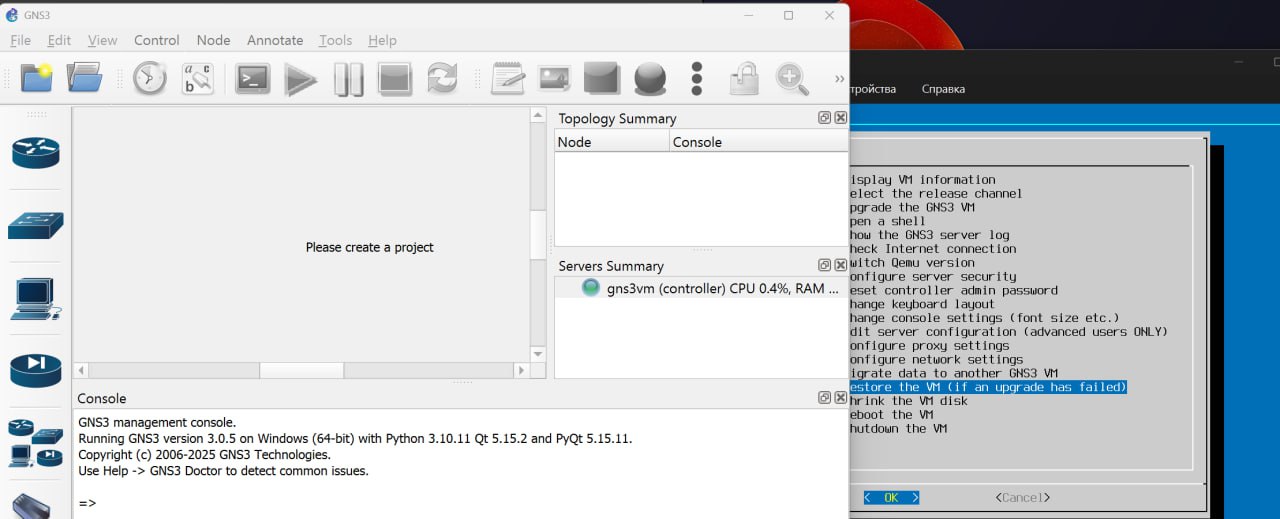 GNS3
File Edit View Control Node Annotate Tools Help
Topology Summary
Node Console
Please create a project
Servers Summary
gns3vm (controller) CPU 0.4%, RAM ...
Console
GNS3 management console.
Running GNS3 version 3.0.5 on Windows (64-bit) with Python 3.10.11 Qt 5.15.2 and PyQt 5.15.11.
Copyright (c) 2006-2025 GNS3 Technologies.
Use Help -> GNS3 Doctor to detect common issues.
=>
тройства Справка
isplay VM information
elect the release channel
pgrade the GNS3 VM
pen a shell
how the GNS3 server log
heck Internet connection
witch Qemu version
onfigure server security
eset controller admin password
hange keyboard layout
hange console settings (font size etc.)
dit server configuration (advanced users ONLY)
onfigure proxy settings
onfigure network settings
igrate data to another GNS3 VM
estore the VM (if an upgrade has failed)
hrink the VM disk
eboot the VM
hutdown the VM
< OK > <Cancel>